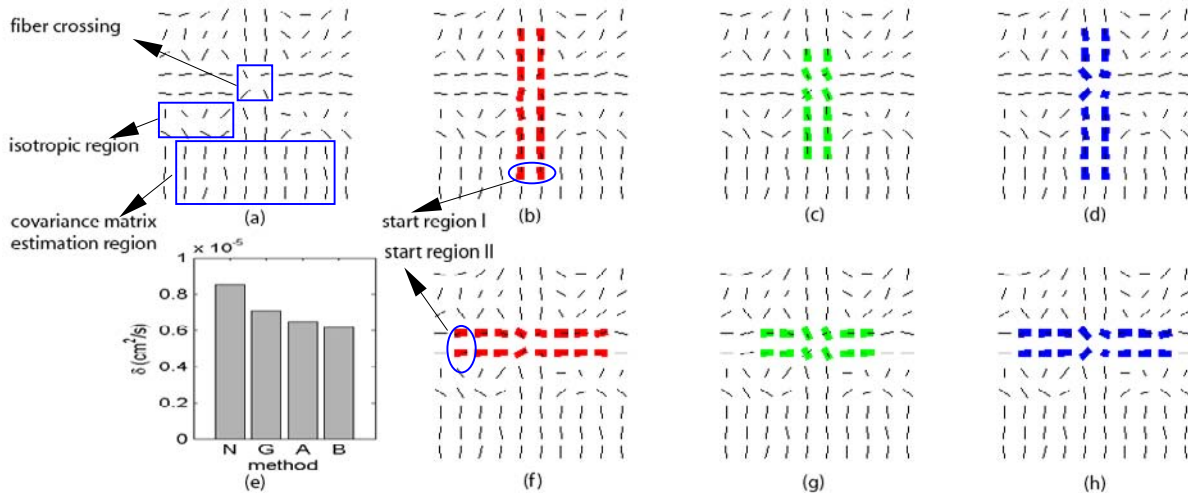 fiber crossing
isotropic region
covariance matrix
estimation region
(a)
(b)
start region I
start region II
(c)
(d)
× 10^-5
1
0.8
0.6
0.4
0.2
0
δ (cm²/s)
N G A B
method
(e)
(f)
(g)
(h)